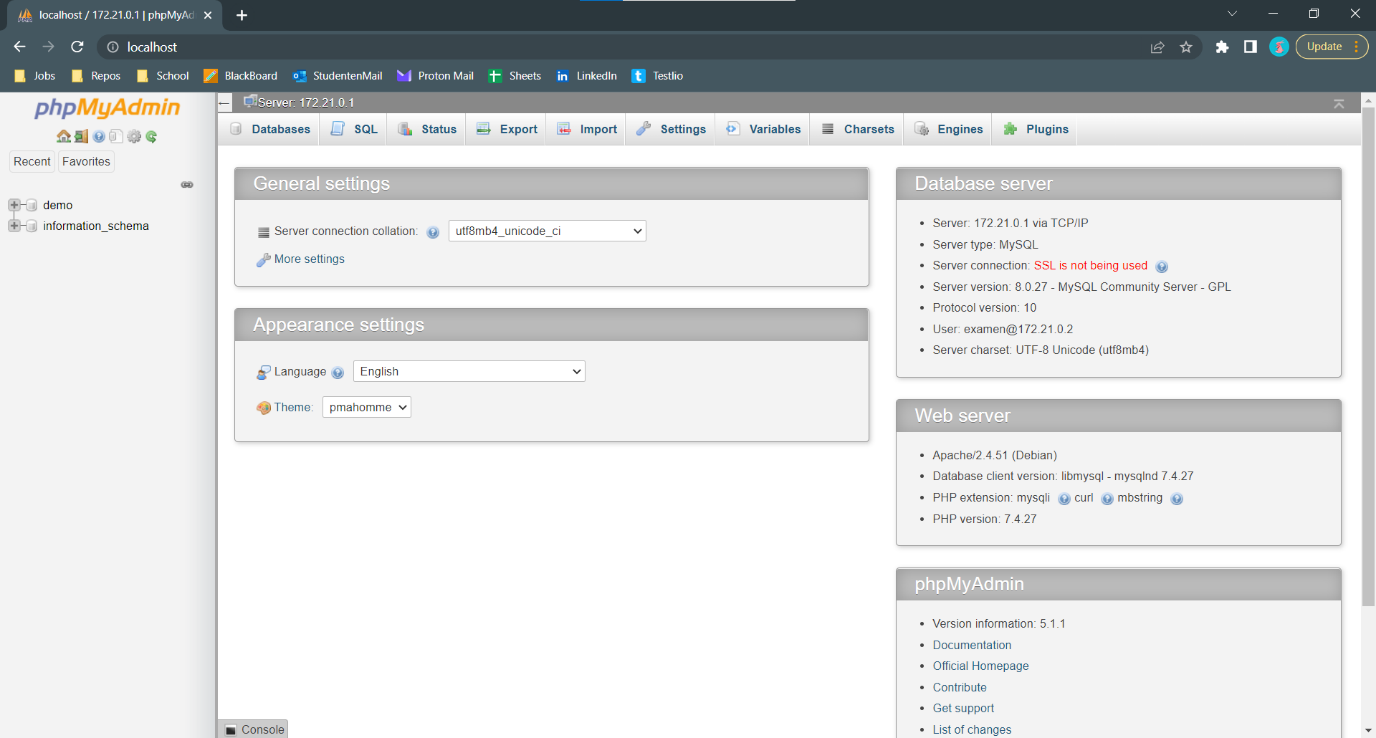 localhost / 172.21.0.1 | phpMyAd
localhost
Update
Jobs
Repos
School
BlackBoard
StudentenMail
Proton Mail
Sheets
LinkedIn
Testlio
phpMyAdmin
Recent
Favorites
demo
information_schema
Server: 172.21.0.1
Databases
SQL
Status
Export
Import
Settings
Variables
Charsets
Engines
Plugins
General settings
Server connection collation:
utf8mb4_unicode_ci
More settings
Appearance settings
Language
English
Theme:
pmahomme
Database server
Server: 172.21.0.1 via TCP/IP
Server type: MySQL
Server connection: SSL is not being used
Server version: 8.0.27 - MySQL Community Server - GPL
Protocol version: 10
User: examen@172.21.0.2
Server charset: UTF-8 Unicode (utf8mb4)
Web server
Apache/2.4.51 (Debian)
Database client version: libmysql - mysqlnd 7.4.27
PHP extension: mysqli curl mbstring
PHP version: 7.4.27
phpMyAdmin
Version information: 5.1.1
Documentation
Official Homepage
Contribute
Get support
List of changes
Console